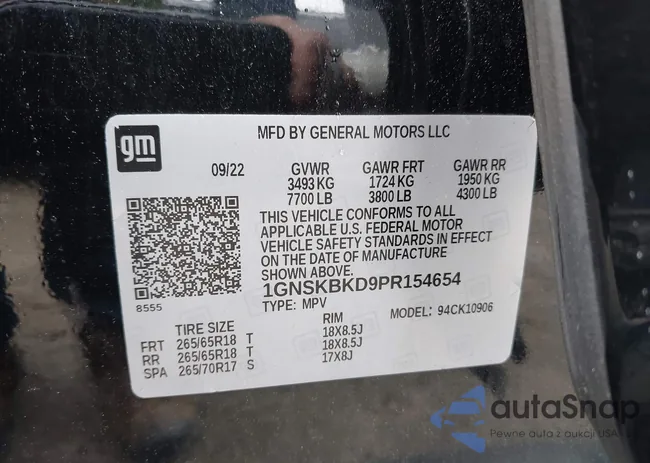 gm
MFD BY GENERAL MOTORS LLC
09/22 GVWR GAWR FRT GAWR RR
3493 KG 1724 KG 1950 KG
7700 LB 3800 LB 4300 LB
THIS VEHICLE CONFORMS TO ALL
APPLICABLE U.S. FEDERAL MOTOR
VEHICLE SAFETY STANDARDS IN EFFECT
ON THE DATE OF MANUFACTURE
SHOWN ABOVE.
8555
1GNSKBKD9PR154654
TYPE: MPV MODEL: 94CK10906
TIRE SIZE RIM
FRT 265/65R18 T 18X8.5J
RR 265/65R18 T 18X8.5J
SPA 265/70R17 S 17X8J
autoSnap
Pewne auta z aukcji USA